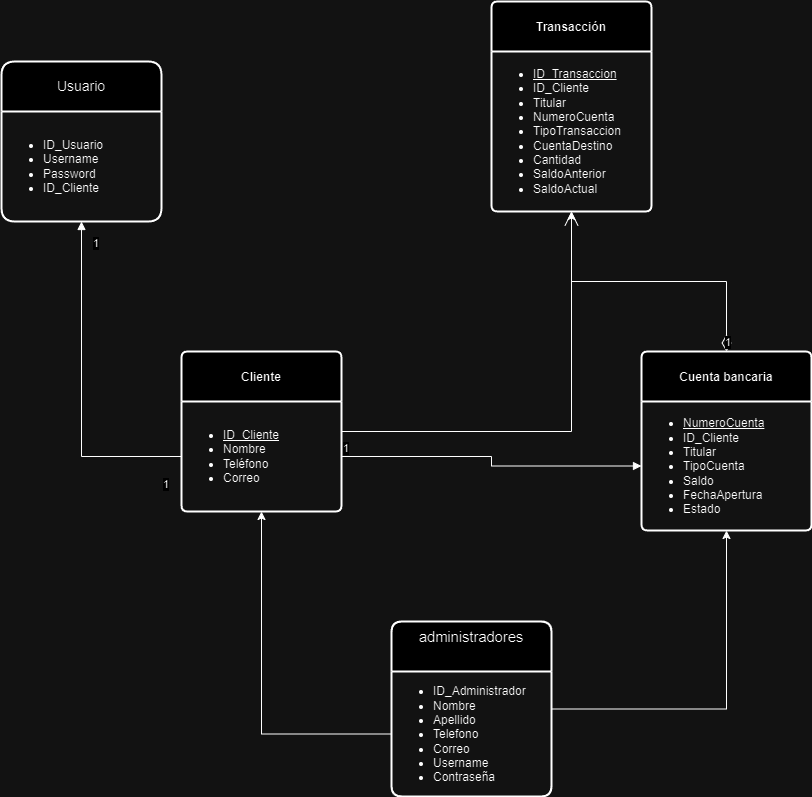 Transacción
ID_Transaccion
ID_Cliente
Titular
NumeroCuenta
TipoTransaccion
CuentaDestino
Cantidad
SaldoAnterior
SaldoActual
Usuario
ID_Usuario
Username
Password
ID_Cliente
1
1
Cliente
ID_Cliente
Nombre
Teléfono
Correo
1
1
Cuenta bancaria
NumeroCuenta
ID_Cliente
Titular
TipoCuenta
Saldo
FechaApertura
Estado
administradores
ID_Administrador
Nombre
Apellido
Telefono
Correo
Username
Contraseña